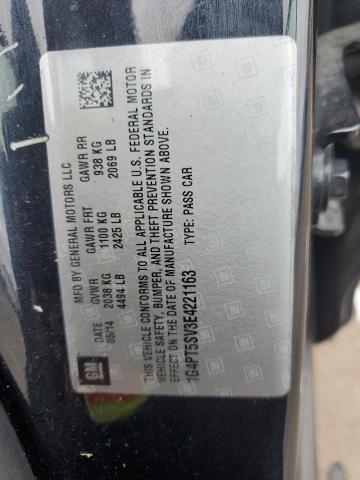 GM
MFD BY GENERAL MOTORS LLC
DATE GVWR GAWR FRT GAWR RR
05/14 2038 KG 1100 KG 938 KG
4494 LB 2425 LB 2069 LB
THIS VEHICLE CONFORMS TO ALL APPLICABLE U.S. FEDERAL MOTOR
VEHICLE SAFETY, BUMPER, AND THEFT PREVENTION STANDARDS IN
EFFECT ON THE DATE OF MANUFACTURE SHOWN ABOVE.
1G4PT5SV3E4221163 TYPE: PASS CAR